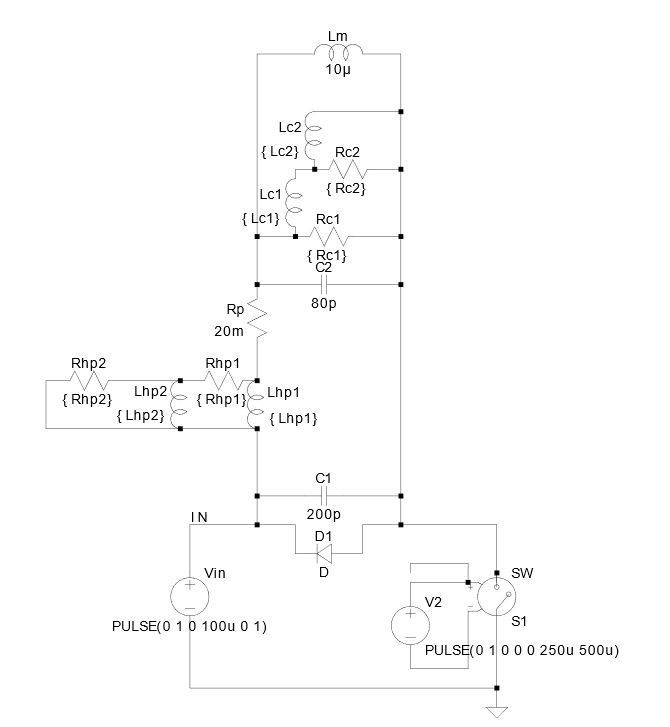 Lm
10µ
Lc2
{ Lc2}
Rc2
{ Rc2}
Lc1
{ Lc1}
Rc1
{ Rc1}
C2
80p
Rp
20m
Rhp2
{ Rhp2}
Lhp2
{ Lhp2}
Rhp1
{ Rhp1}
Lhp1
{ Lhp1}
C1
200p
IN
D1
D
Vin
PULSE(0 1 0 100u 0 1)
V2
PULSE(0 1 0 0 0 250u 500u)
SW
S1